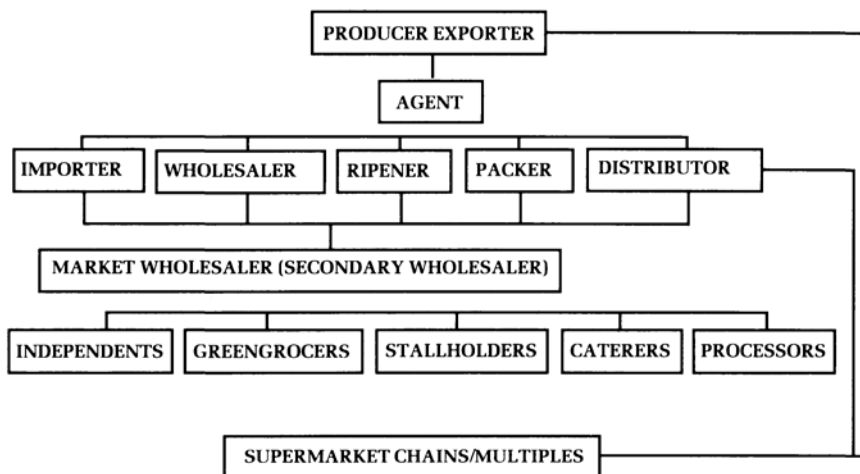 PRODUCER EXPORTER
AGENT
IMPORTER
WHOLESALER
RIPENER
PACKER
DISTRIBUTOR
MARKET WHOLESALER (SECONDARY WHOLESALER)
INDEPENDENTS
GREENGROCERS
STALLHOLDERS
CATERERS
PROCESSORS
SUPERMARKET CHAINS/MULTIPLES